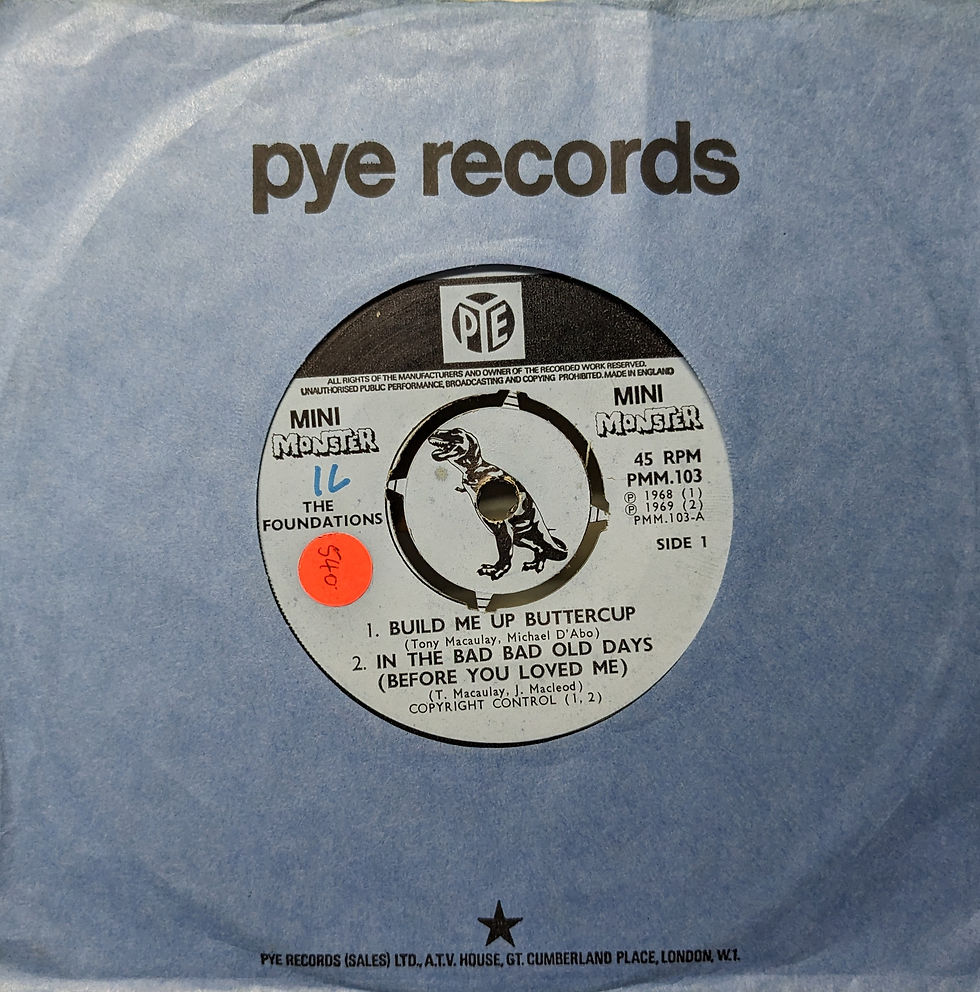 pye records
PYE
ALL RIGHTS OF THE MANUFACTURERS AND OWNER OF THE RECORDED WORK RESERVED.
UNAUTHORISED PUBLIC PERFORMANCE, BROADCASTING AND COPYING PROHIBITED. MADE IN ENGLAND
MINI
MONSTER
MINI
MONSTER
16
THE
FOUNDATIONS
540
45 RPM
PMM.103
Ⓟ 1968 (1)
Ⓟ 1969 (2)
PMM.103-A
SIDE 1
1. BUILD ME UP BUTTERCUP
(Tony Macaulay, Michael D'Abo)
2. IN THE BAD BAD OLD DAYS
(BEFORE YOU LOVED ME)
(T. Macaulay, J. Macleod)
COPYRIGHT CONTROL (1, 2)
PYE RECORDS (SALES) LTD., A.T.V. HOUSE, GT. CUMBERLAND PLACE, LONDON, W.1.